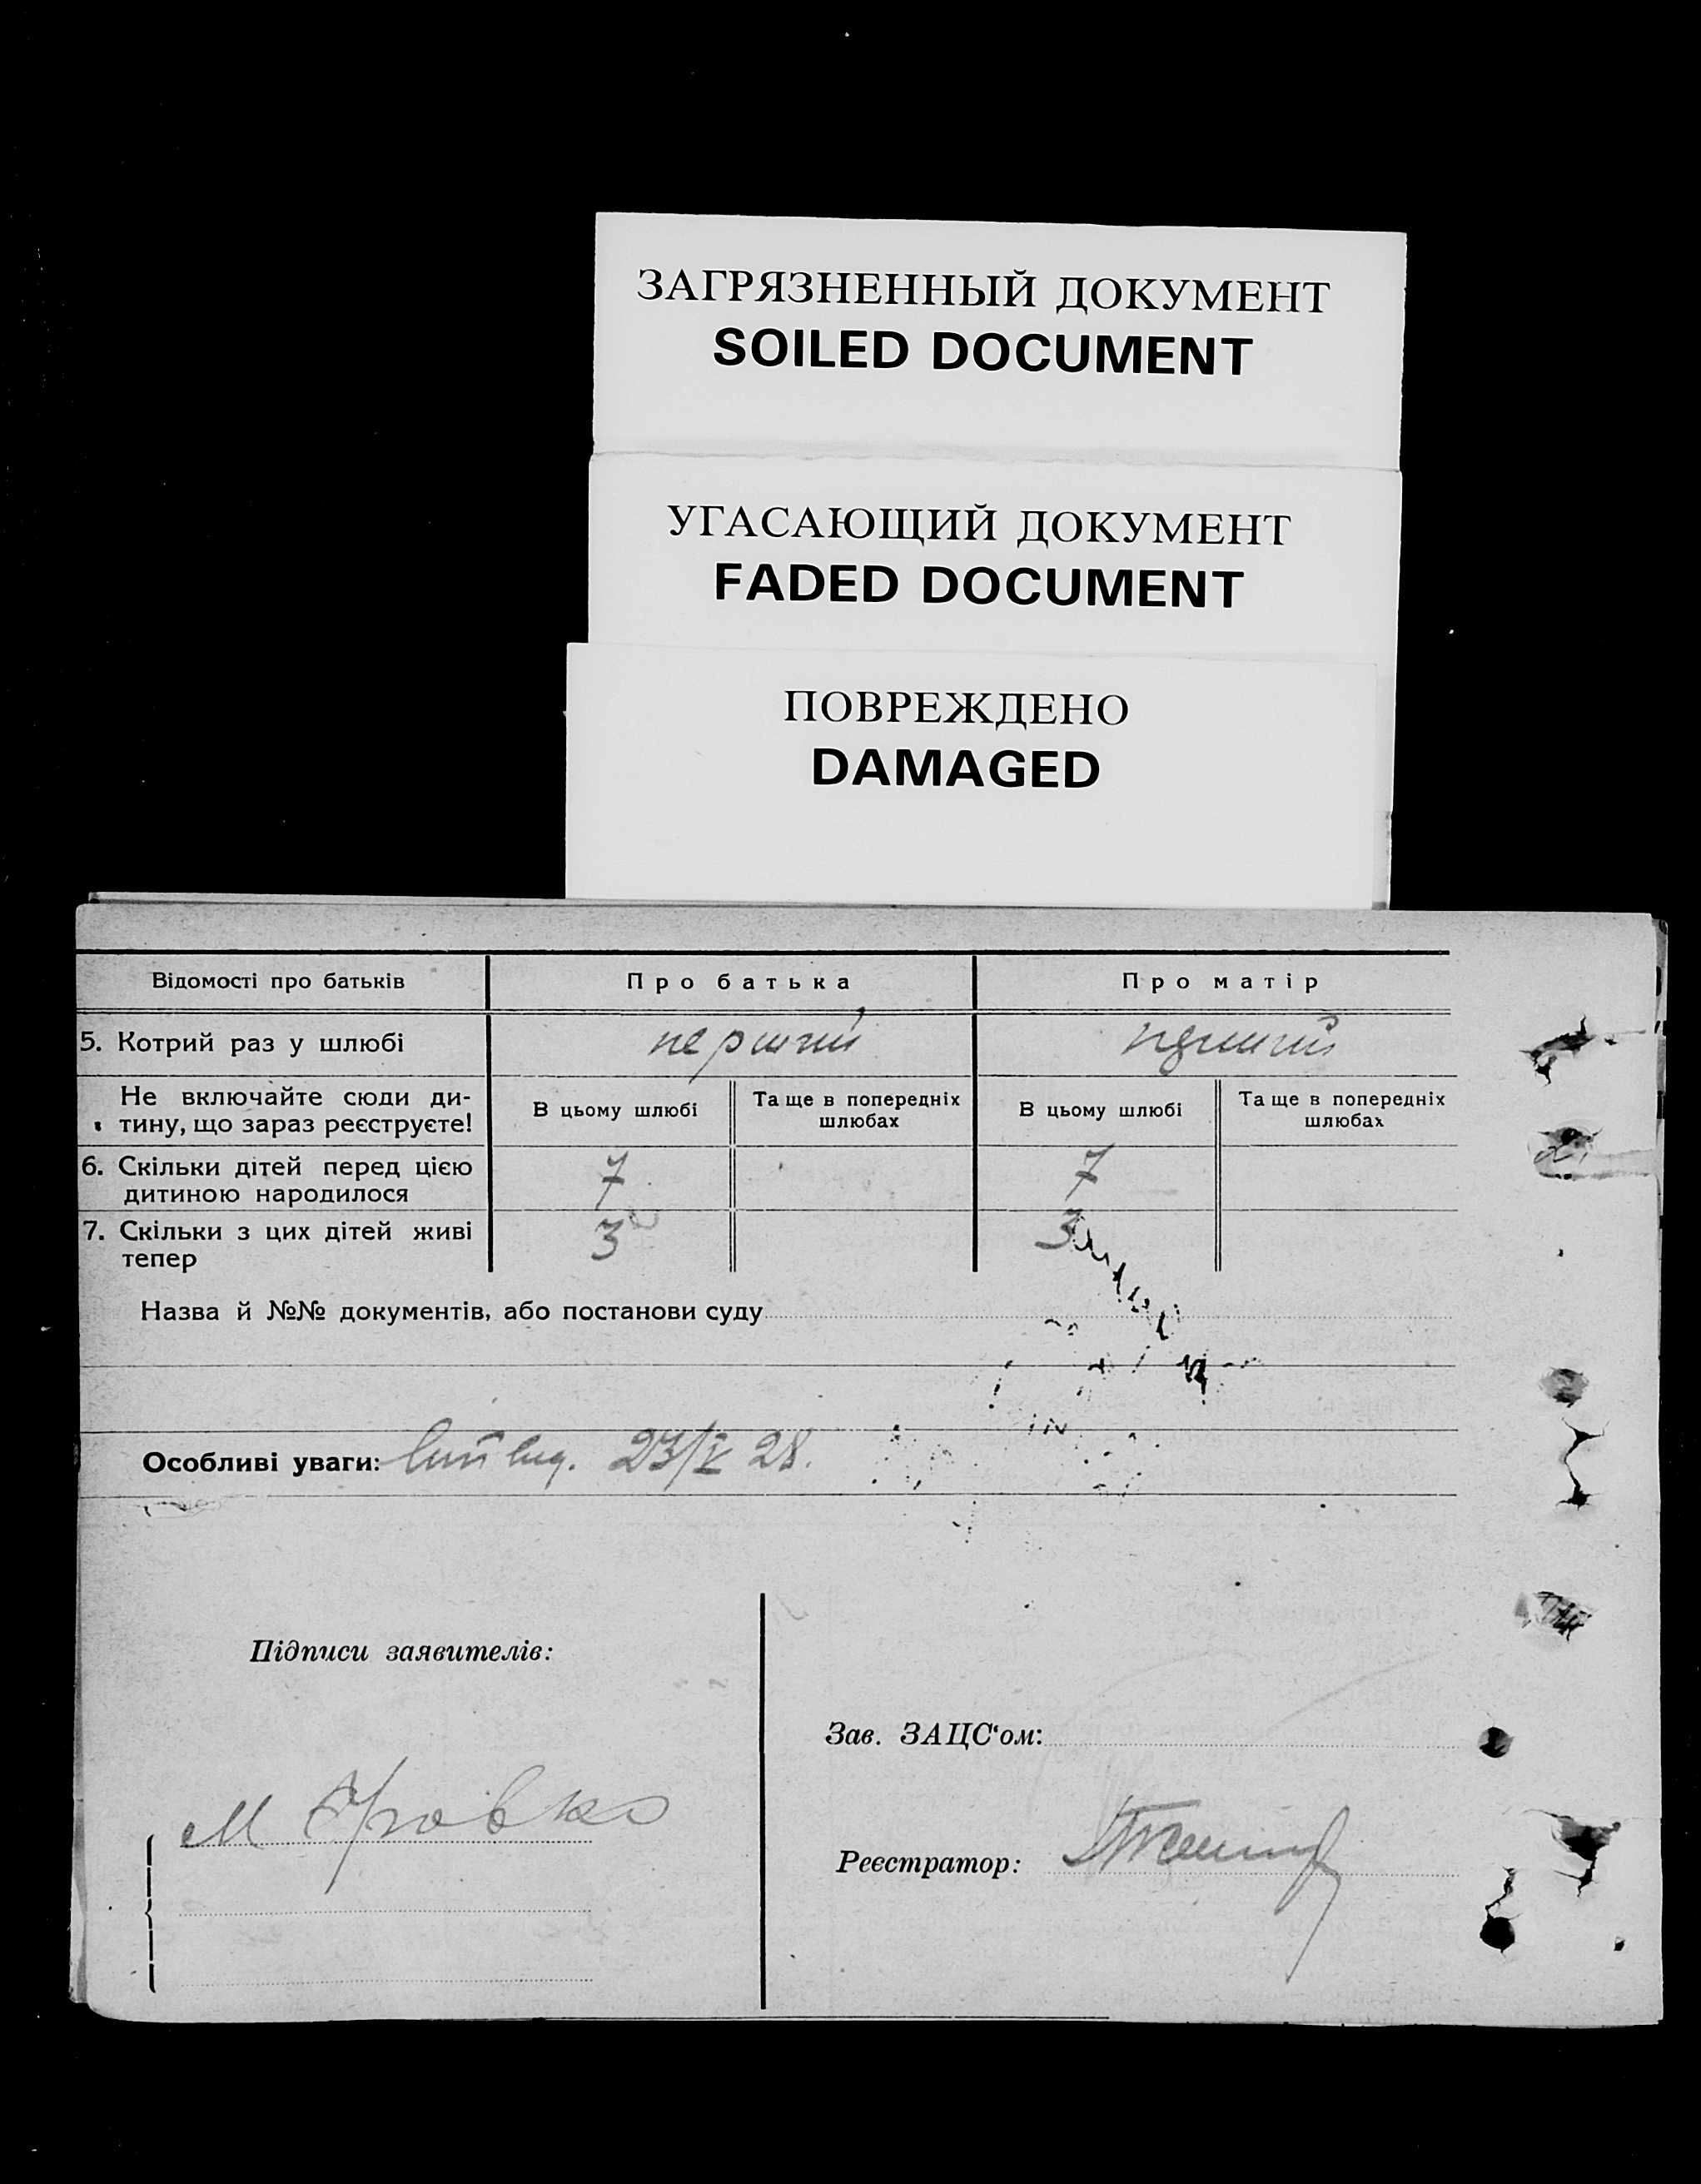 ЗАГРЯЗНЕННЫЙ ДОКУМЕНТ
SOILED DOCUMENT
УГАСАЮЩИЙ ДОКУМЕНТ
FADED DOCUMENT
ПОВРЕЖДЕНО
DAMAGED
Відомості про батьків Про батька Про матір
5. Котрий раз у шлюбі перший перший
Не включайте сюди ди-
тину, що зараз реєструєте!
В цьому шлюбі
Та ще в попередніх
шлюбах
В цьому шлюбі
Та ще в попередніх
шлюбах
6. Скільки дітей перед цією
дитиною народилося
7 7
7. Скільки з цих дітей живі
тепер
3 3
Назва й №№ документів, або постанови суду
Особливі уваги: 23/V 28.
Підписи заявителів:
Зав. ЗАЦС'ом:
М
Реєстратор: